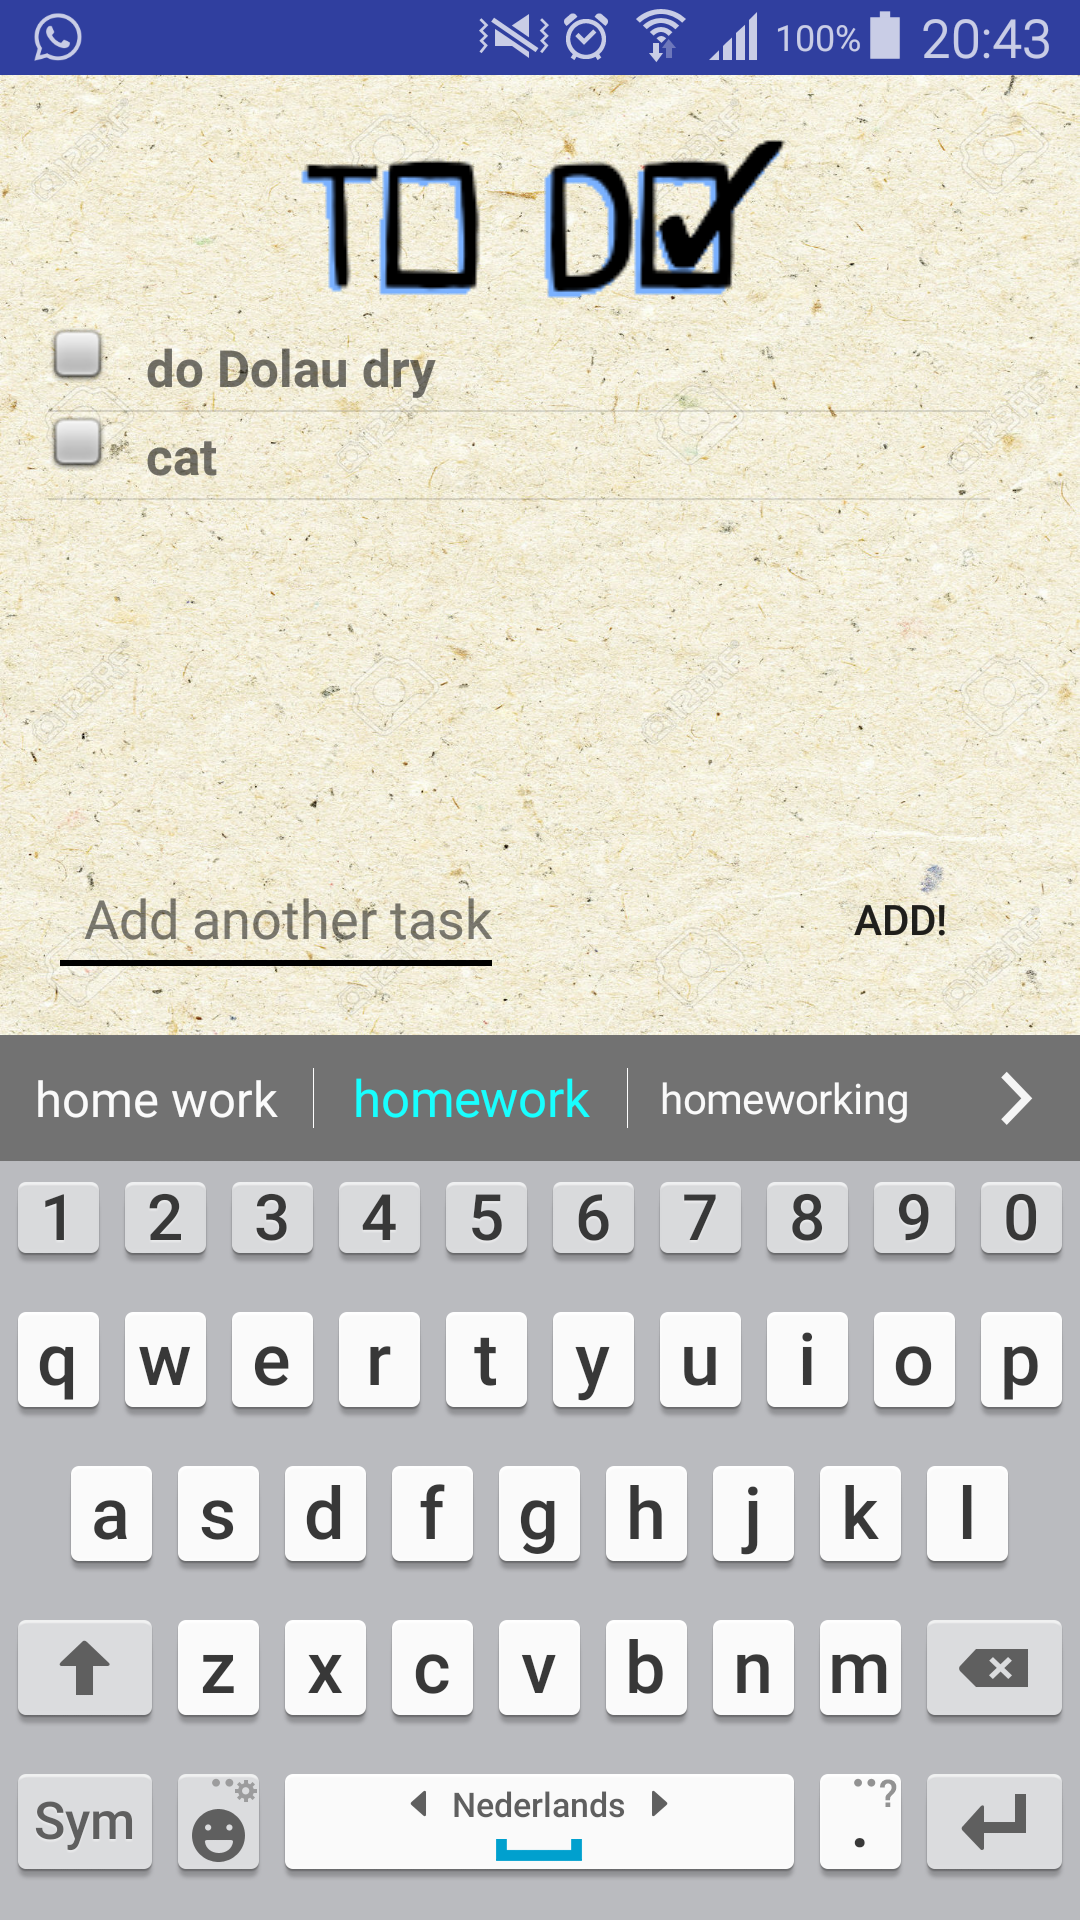 100% 20:43
TO DO
do Dolau dry
cat
Add another task ADD!
home work homework homeworking
1 2 3 4 5 6 7 8 9 0
q w e r t y u i o p
a s d f g h j k l
z x c v b n m
Sym Nederlands . ?
123RF